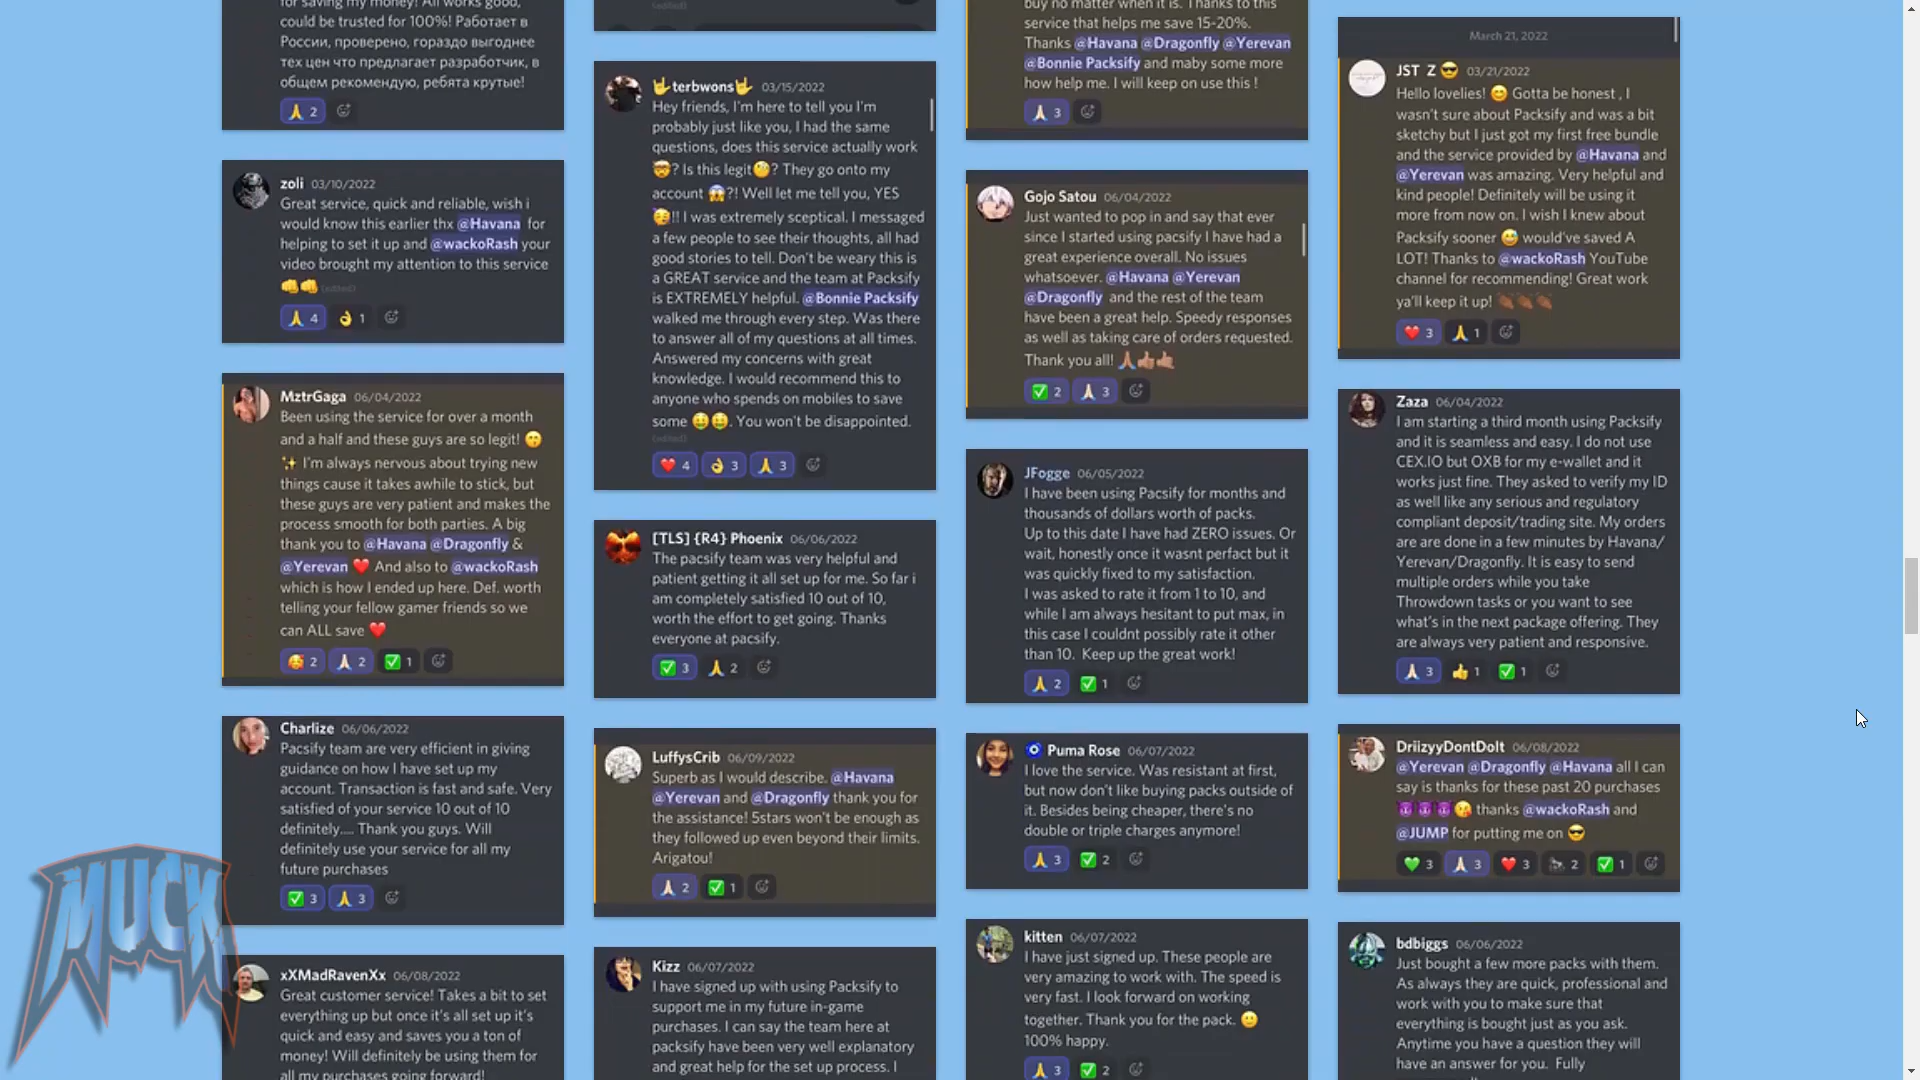 for saving my money! All works good,
could be trusted for 100%! Работает в
России, проверено, гораздо выгоднее
тех цен что предлагает разработчик, в
общем рекомендую, ребята крутые!
2
zoli 03/10/2022
Great service, quick and reliable, wish i
would know this earlier thx @Havana for
helping to set it up and @wackoRash your
video brought my attention to this service
(edited)
4 1
MztrGaga 06/04/2022
Been using the service for over a month
and a half and these guys are so legit! 😙
✨ I'm always nervous about trying new
things cause it takes awhile to stick, but
these guys are very patient and makes the
process smooth for both parties. A big
thank you to @Havana @Dragonfly &
@Yerevan ❤️ And also to @wackoRash
which is how I ended up here. Def. worth
telling your fellow gamer friends so we
can ALL save ❤️
2 2 1
Charlize 06/06/2022
Pacsify team are very efficient in giving
guidance on how I have set up my
account. Transaction is fast and safe. Very
satisfied of your service 10 out of 10
definitely.... Thank you guys. Will
definitely use your service for all my
future purchases
3 3
xXMadRavenXx 06/08/2022
Great customer service! Takes a bit to set
everything up but once it's all set up it's
quick and easy and saves you a ton of
money! Will definitely be using them for
all my purchases going forward!
MUCK
(edited)
terbwons 03/15/2022
Hey friends, I'm here to tell you I'm
probably just like you, I had the same
questions, does this service actually work
🤯? Is this legit🧐? They go onto my
account 😱?! Well let me tell you, YES
🥳!! I was extremely sceptical. I messaged
a few people to see their thoughts, all had
good stories to tell. Don't be weary this is
a GREAT service and the team at Packsify
is EXTREMELY helpful. @Bonnie Packsify
walked me through every step. Was there
to answer all of my questions at all times.
Answered my concerns with great
knowledge. I would recommend this to
anyone who spends on mobiles to save
some 🤑🤑. You won't be disappointed.
(edited)
4 3 3
[TLS] {R4} Phoenix 06/06/2022
The pacsify team was very helpful and
patient getting it all set up for me. So far i
am completely satisfied 10 out of 10,
worth the effort to get going. Thanks
everyone at pacsify.
3 2
LuffysCrib 06/09/2022
Superb as I would describe. @Havana
@Yerevan and @Dragonfly thank you for
the assistance! 5stars won't be enough as
they followed up even beyond their limits.
Arigatou!
2 1
Kizz 06/07/2022
I have signed up with using Packsify to
support me in my future in-game
purchases. I can say the team here at
packsify have been very well explanatory
and great help for the set up process. I
buy no matter when it is. Thanks to this
service that helps me save 15-20%.
Thanks @Havana @Dragonfly @Yerevan
@Bonnie Packsify and maby some more
how help me. I will keep on use this !
3
Gojo Satou 06/04/2022
Just wanted to pop in and say that ever
since I started using pacsify I have had a
great experience overall. No issues
whatsoever. @Havana @Yerevan
@Dragonfly and the rest of the team
have been a great help. Speedy responses
as well as taking care of orders requested.
Thank you all! 🙏👍🤙
2 3
JFogge 06/05/2022
I have been using Pacsify for months and
thousands of dollars worth of packs.
Up to this date I have had ZERO issues. Or
wait, honestly once it wasnt perfact but it
was quickly fixed to my satisfaction.
I was asked to rate it from 1 to 10, and
while I am always hesitant to put max, in
this case I couldnt possibly rate it other
than 10. Keep up the great work!
2 1
Puma Rose 06/07/2022
I love the service. Was resistant at first,
but now don't like buying packs outside of
it. Besides being cheaper, there's no
double or triple charges anymore!
3 2
kitten 06/07/2022
I have just signed up. These people are
very amazing to work with. The speed is
very fast. I look forward on working
together. Thank you for the pack. 🙂
100% happy.
3 2
March 21, 2022
JST Z 😎 03/21/2022
Hello lovelies! 😊 Gotta be honest , I
wasn't sure about Packsify and was a bit
sketchy but I just got my first free bundle
and the service provided by @Havana and
@Yerevan was amazing. Very helpful and
kind people! Definitely will be using it
more from now on. I wish I knew about
Packsify sooner 😅 would've saved A
LOT! Thanks to @wackoRash YouTube
channel for recommending! Great work
ya'll keep it up!
3 1
Zaza 06/04/2022
I am starting a third month using Packsify
and it is seamless and easy. I do not use
CEX.IO but OXB for my e-wallet and it
works just fine. They asked to verify my ID
as well like any serious and regulatory
compliant deposit/trading site. My orders
are are done in a few minutes by Havana/
Yerevan/Dragonfly. It is easy to send
multiple orders while you take
Throwdown tasks or you want to see
what's in the next package offering. They
are always very patient and responsive.
3 1 1
DriizyyDontDoIt 06/08/2022
@Yerevan @Dragonfly @Havana all I can
say is thanks for these past 20 purchases
😈😈😈😘 thanks @wackoRash and
@JUMP for putting me on 😎
3 3 3 2 1
bdbiggs 06/06/2022
Just bought a few more packs with them.
As always they are quick, professional and
work with you to make sure that
everything is bought just as you ask.
Anytime you have a question they will
have an answer for you. Fully